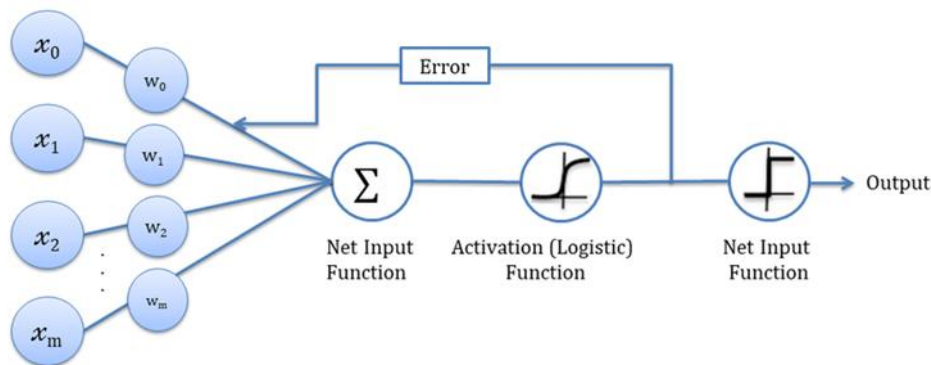 x0
w0
Error
x1
w1
∑
Output
x2
w2
Net Input
Function
Activation (Logistic)
Function
Net Input
Function
xm
wm